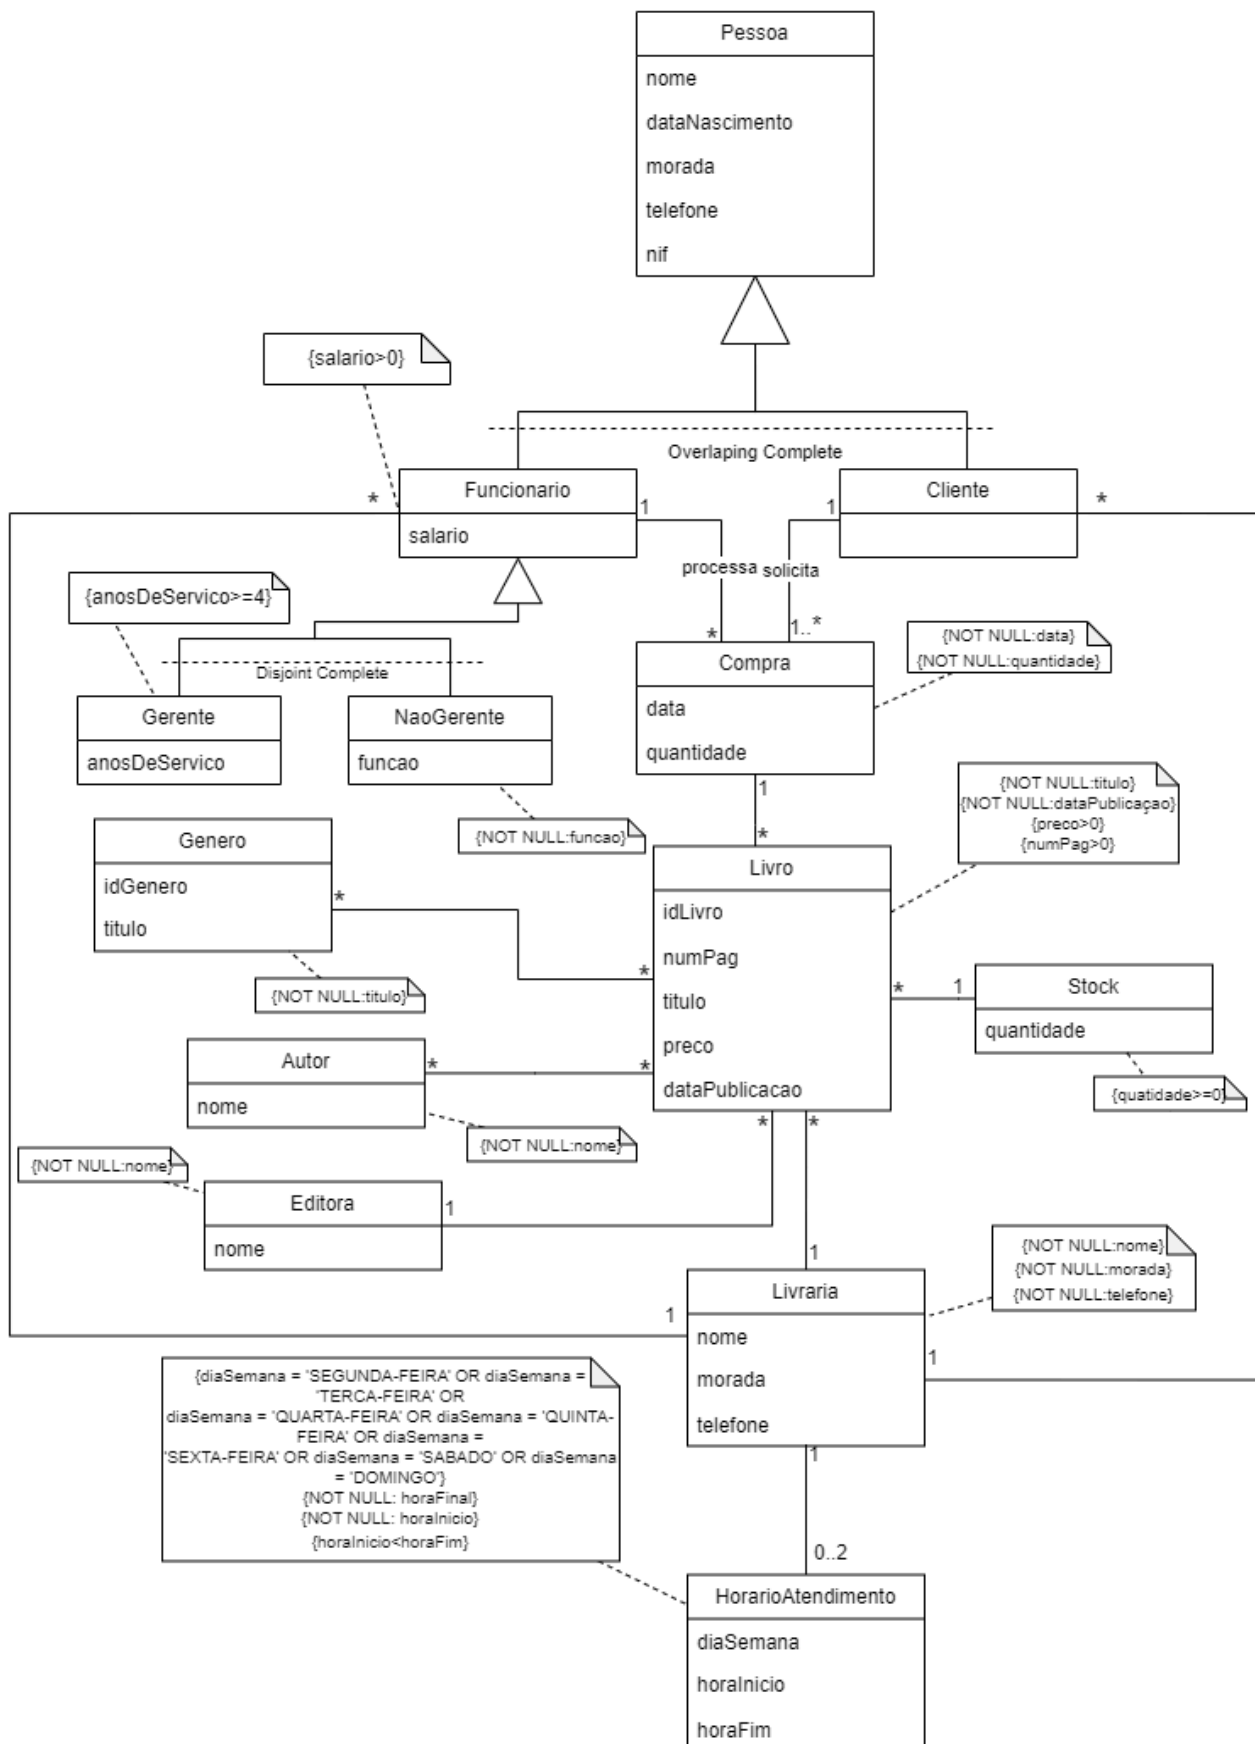 Pessoa
nome
dataNascimento
morada
telefone
nif
{salario>0}
Overlaping Complete
Funcionario
salario
Cliente
*
1
1
*
processa
solicita
*
1..*
{anosDeServico>=4}
Disjoint Complete
Gerente
anosDeServico
NaoGerente
funcao
{NOT NULL:funcao}
Compra
data
quantidade
{NOT NULL:data}
{NOT NULL:quantidade}
1
*
{NOT NULL:titulo}
{NOT NULL:dataPublicaçao}
{preco>0}
{numPag>0}
Genero
idGenero
titulo
*
{NOT NULL:titulo}
Livro
idLivro
numPag
titulo
preco
dataPublicacao
*
*
1
Stock
quantidade
{quatidade>=0}
Autor
nome
*
*
{NOT NULL:nome}
{NOT NULL:nome}
Editora
nome
1
*
*
1
{NOT NULL:nome}
{NOT NULL:morada}
{NOT NULL:telefone}
Livraria
nome
morada
telefone
1
1
1
{diaSemana = 'SEGUNDA-FEIRA' OR diaSemana =
'TERCA-FEIRA' OR
diaSemana = 'QUARTA-FEIRA' OR diaSemana = 'QUINTA-
FEIRA' OR diaSemana =
'SEXTA-FEIRA' OR diaSemana = 'SABADO' OR diaSemana
= 'DOMINGO'}
{NOT NULL: horaFinal}
{NOT NULL: horaInicio}
{horaInicio<horaFim}
0..2
HorarioAtendimento
diaSemana
horaInicio
horaFim